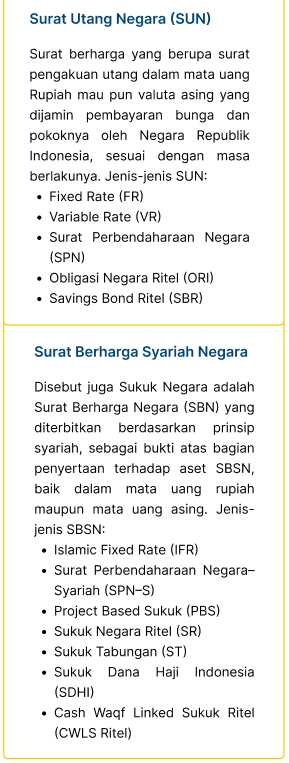 Surat Utang Negara (SUN)
Surat berharga yang berupa surat
pengakuan utang dalam mata uang
Rupiah mau pun valuta asing yang
dijamin pembayaran bunga dan
pokoknya oleh Negara Republik
Indonesia, sesuai dengan masa
berlakunya. Jenis-jenis SUN:
• Fixed Rate (FR)
• Variable Rate (VR)
• Surat Perbendaharaan Negara
(SPN)
• Obligasi Negara Ritel (ORI)
• Savings Bond Ritel (SBR)
Surat Berharga Syariah Negara
Disebut juga Sukuk Negara adalah
Surat Berharga Negara (SBN) yang
diterbitkan berdasarkan prinsip
syariah, sebagai bukti atas bagian
penyertaan terhadap aset SBSN,
baik dalam mata uang rupiah
maupun mata uang asing. Jenis-
jenis SBSN:
• Islamic Fixed Rate (IFR)
• Surat Perbendaharaan Negara–
Syariah (SPN–S)
• Project Based Sukuk (PBS)
• Sukuk Negara Ritel (SR)
• Sukuk Tabungan (ST)
• Sukuk Dana Haji Indonesia
(SDHI)
• Cash Waqf Linked Sukuk Ritel
(CWLS Ritel)